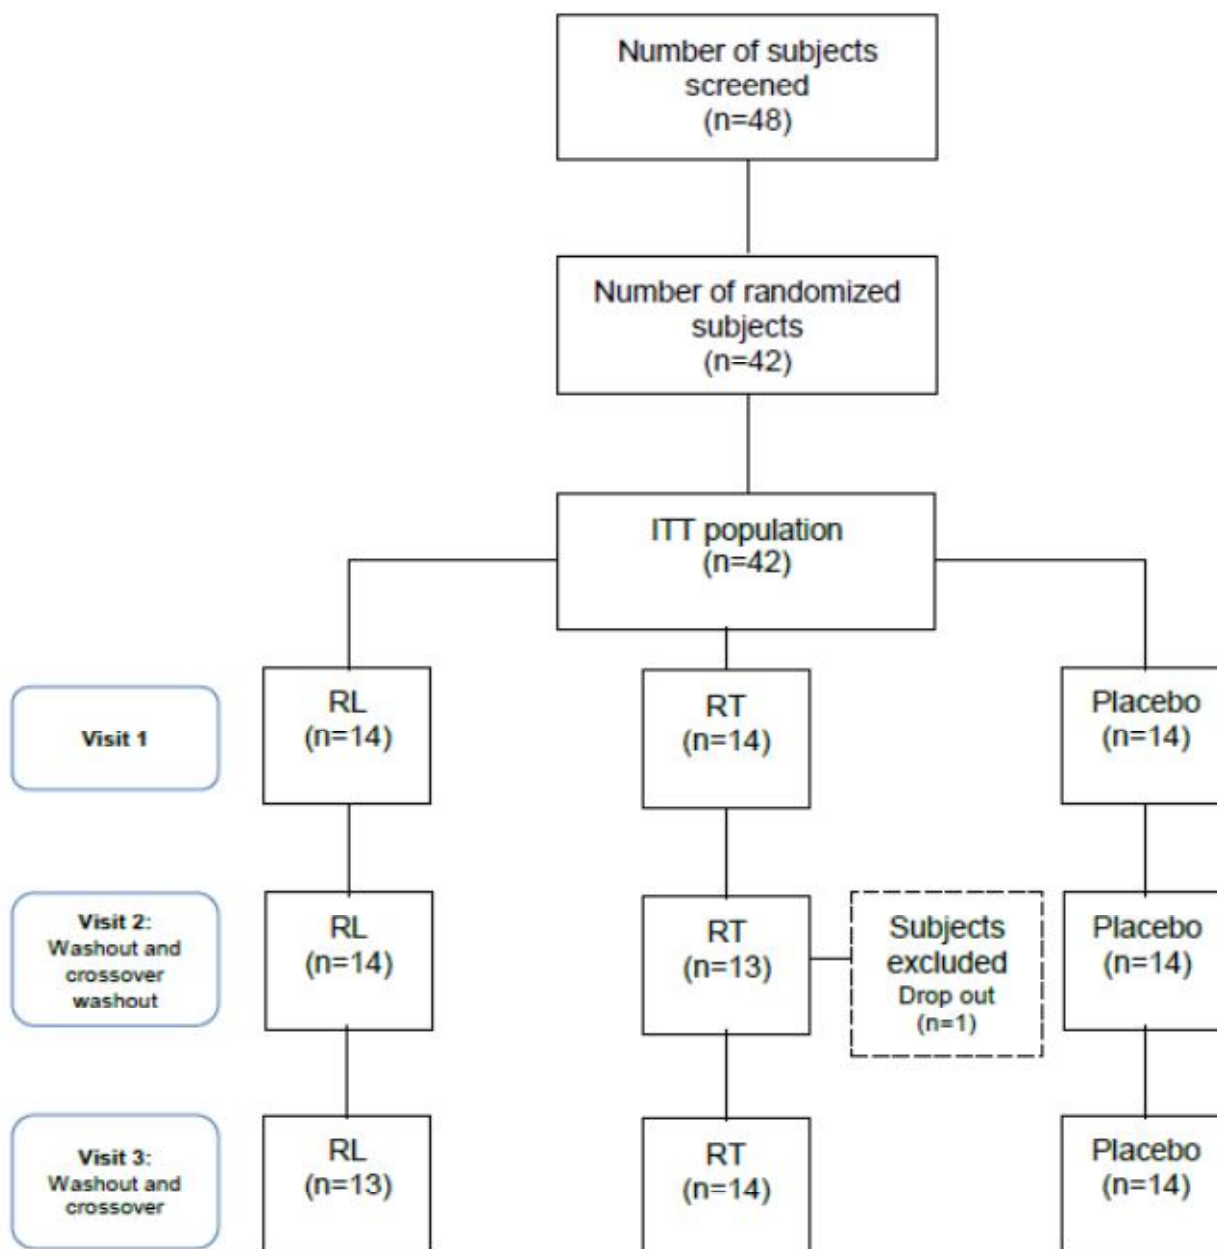 Number of subjects
screened
(n=48)
Number of randomized
subjects
(n=42)
ITT population
(n=42)
Visit 1
RL
(n=14)
RT
(n=14)
Placebo
(n=14)
Visit 2:
Washout and
crossover
washout
RL
(n=14)
RT
(n=13)
Subjects
excluded
Drop out
(n=1)
Placebo
(n=14)
Visit 3:
Washout and
crossover
RL
(n=13)
RT
(n=14)
Placebo
(n=14)